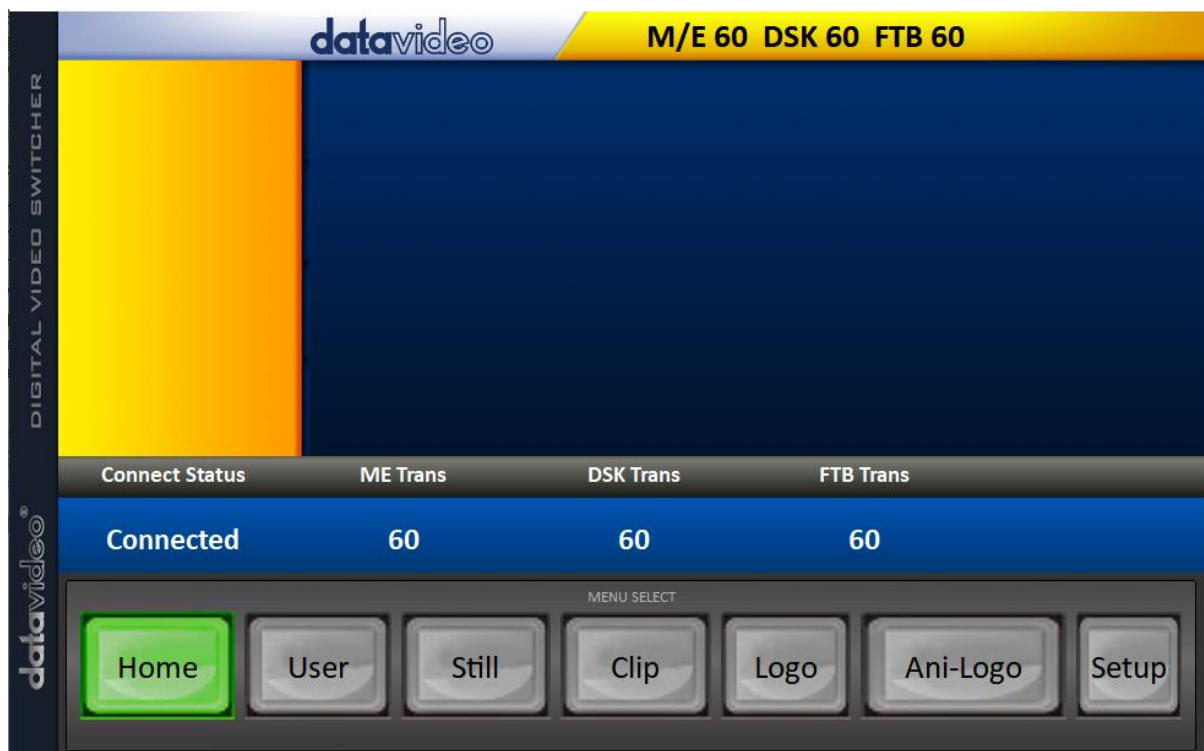 datavideo
M/E 60 DSK 60 FTB 60
DIGITAL VIDEO SWITCHER
datavideo®
Connect Status ME Trans DSK Trans FTB Trans
Connected 60 60 60
MENU SELECT
Home User Still Clip Logo Ani-Logo Setup